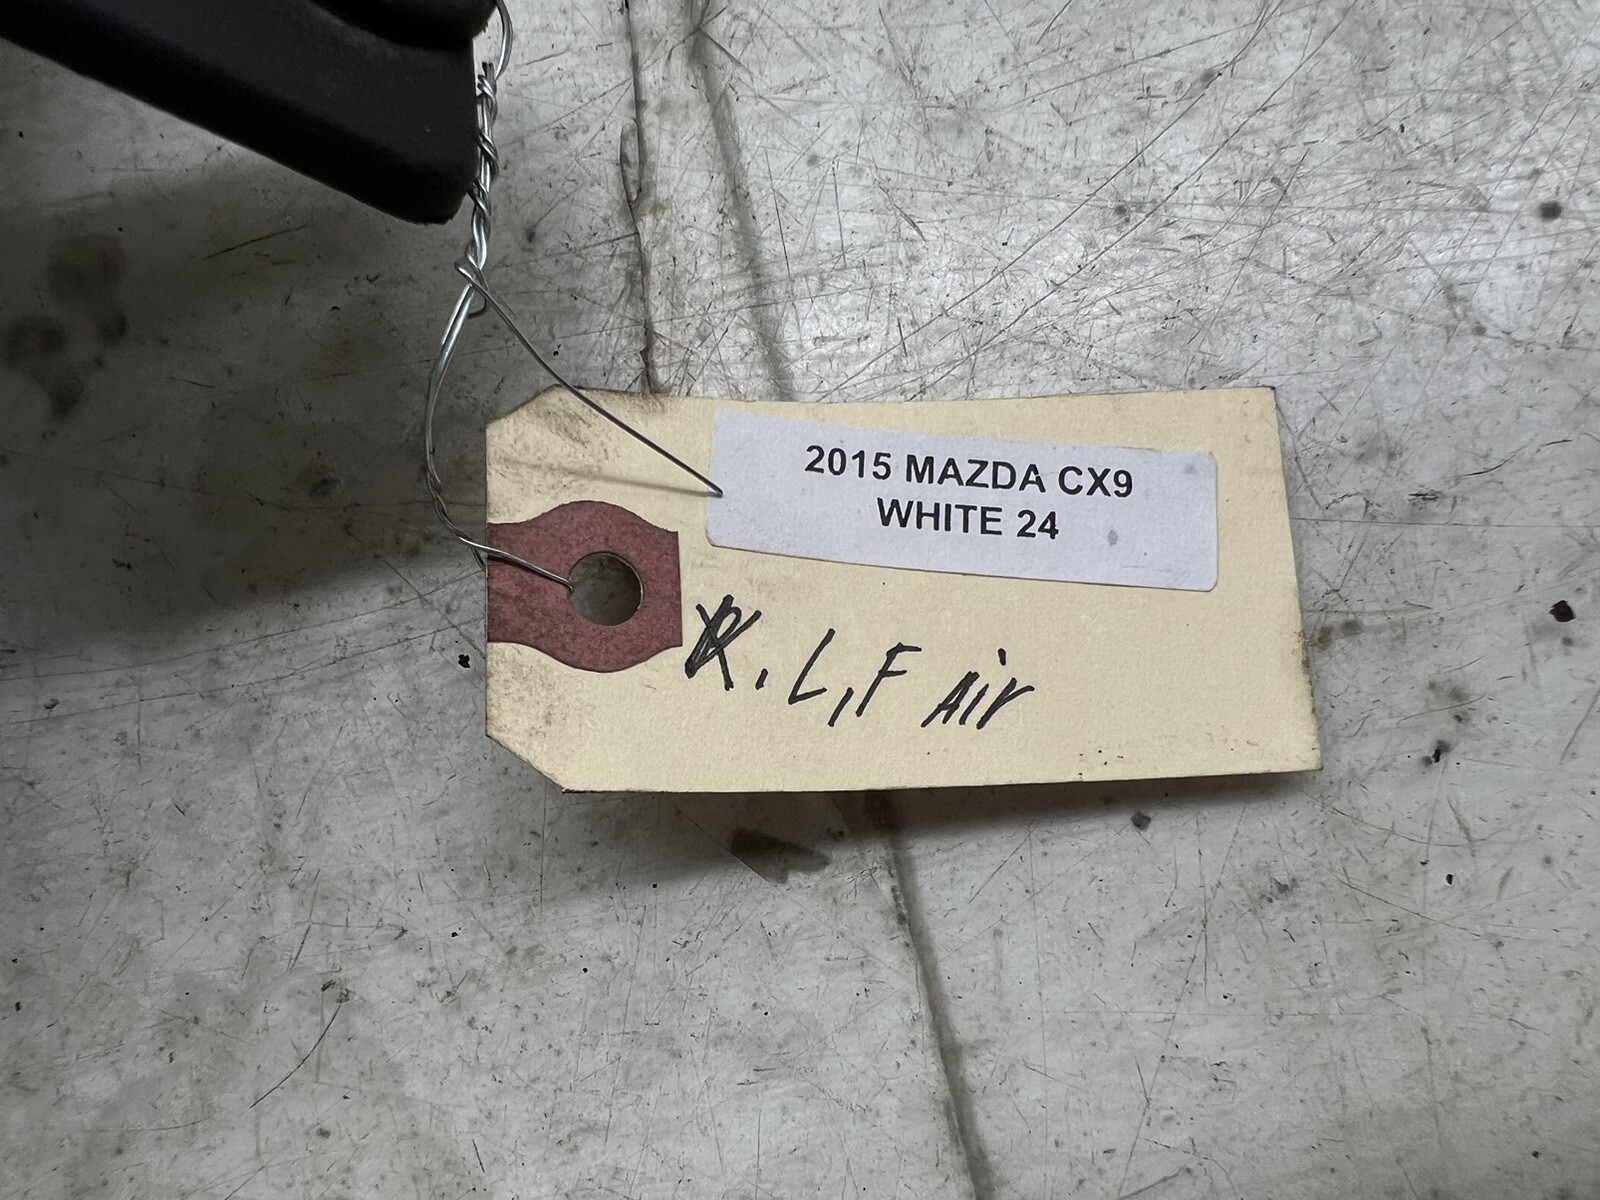 2015 MAZDA CX9
WHITE 24
L, F Air